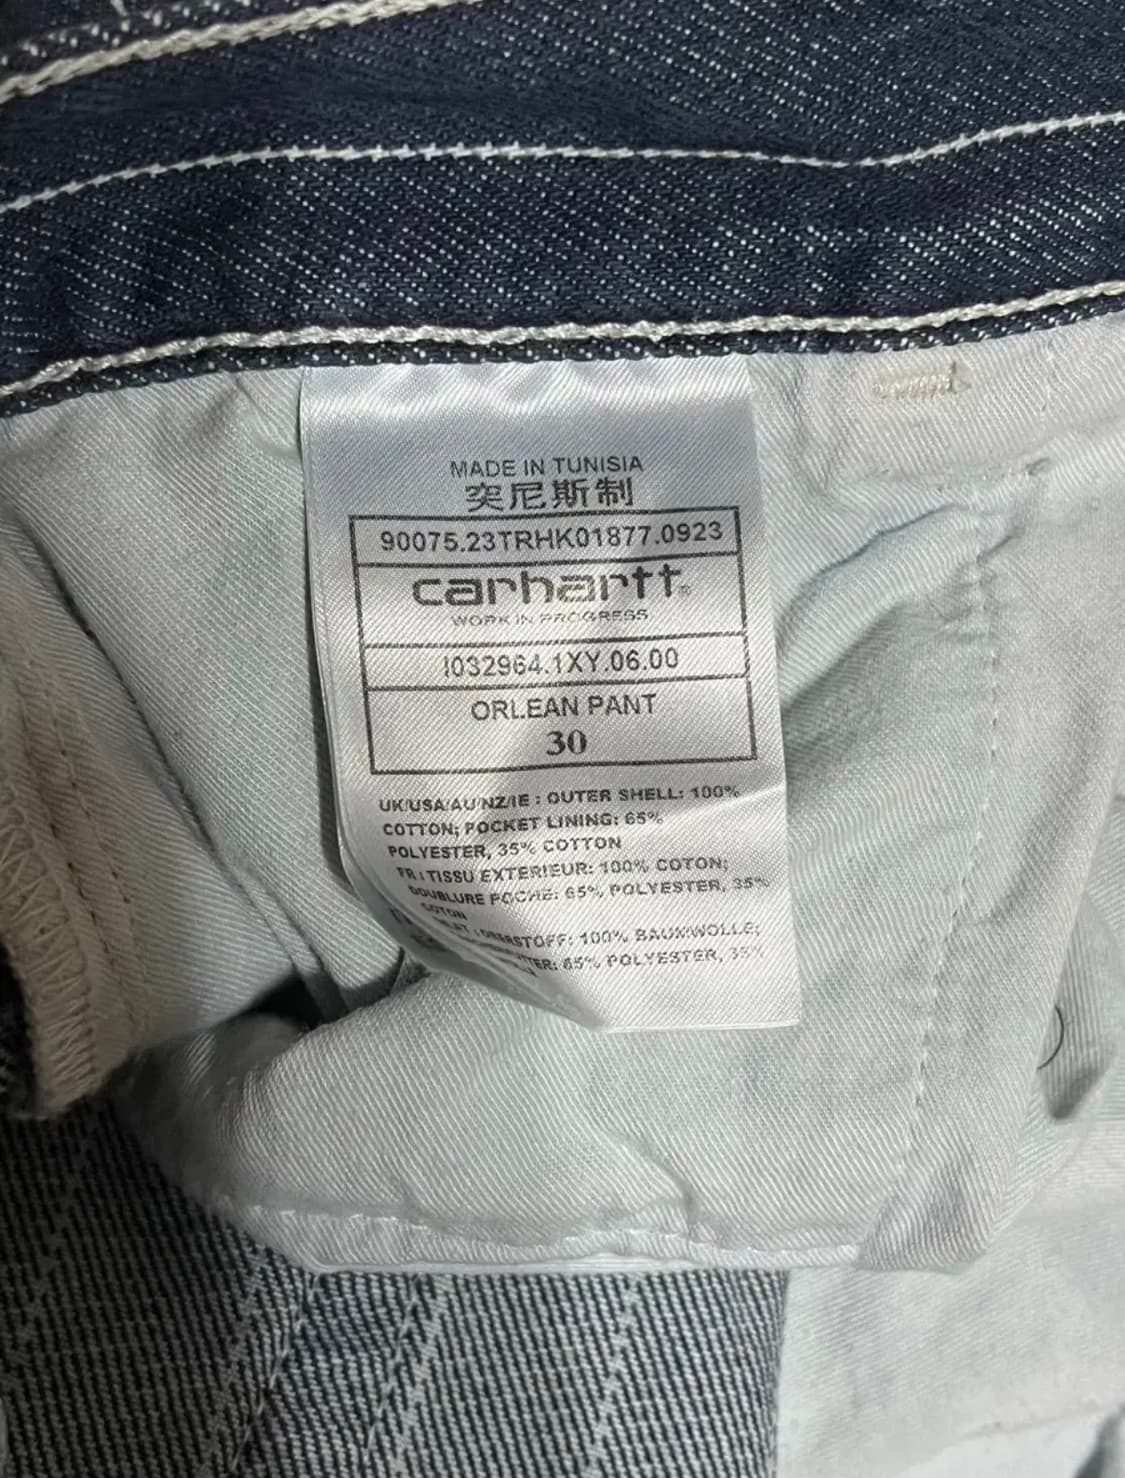 MADE IN TUNISIA
突尼斯制
90075.23TRHK01877.0923
carhartt®
WORK IN PROGRESS
I032964.1XY.06.00
ORLEAN PANT
30
UK/USA/AU/NZ/IE : OUTER SHELL: 100%
COTTON; POCKET LINING: 65%
POLYESTER, 35% COTTON
FR : TISSU EXTERIEUR: 100% COTON;
DOUBLURE POCHE: 65% POLYESTER, 35%
COTON
: OBERSTOFF: 100% BAUMWOLLE;
65% POLYESTER, 35%